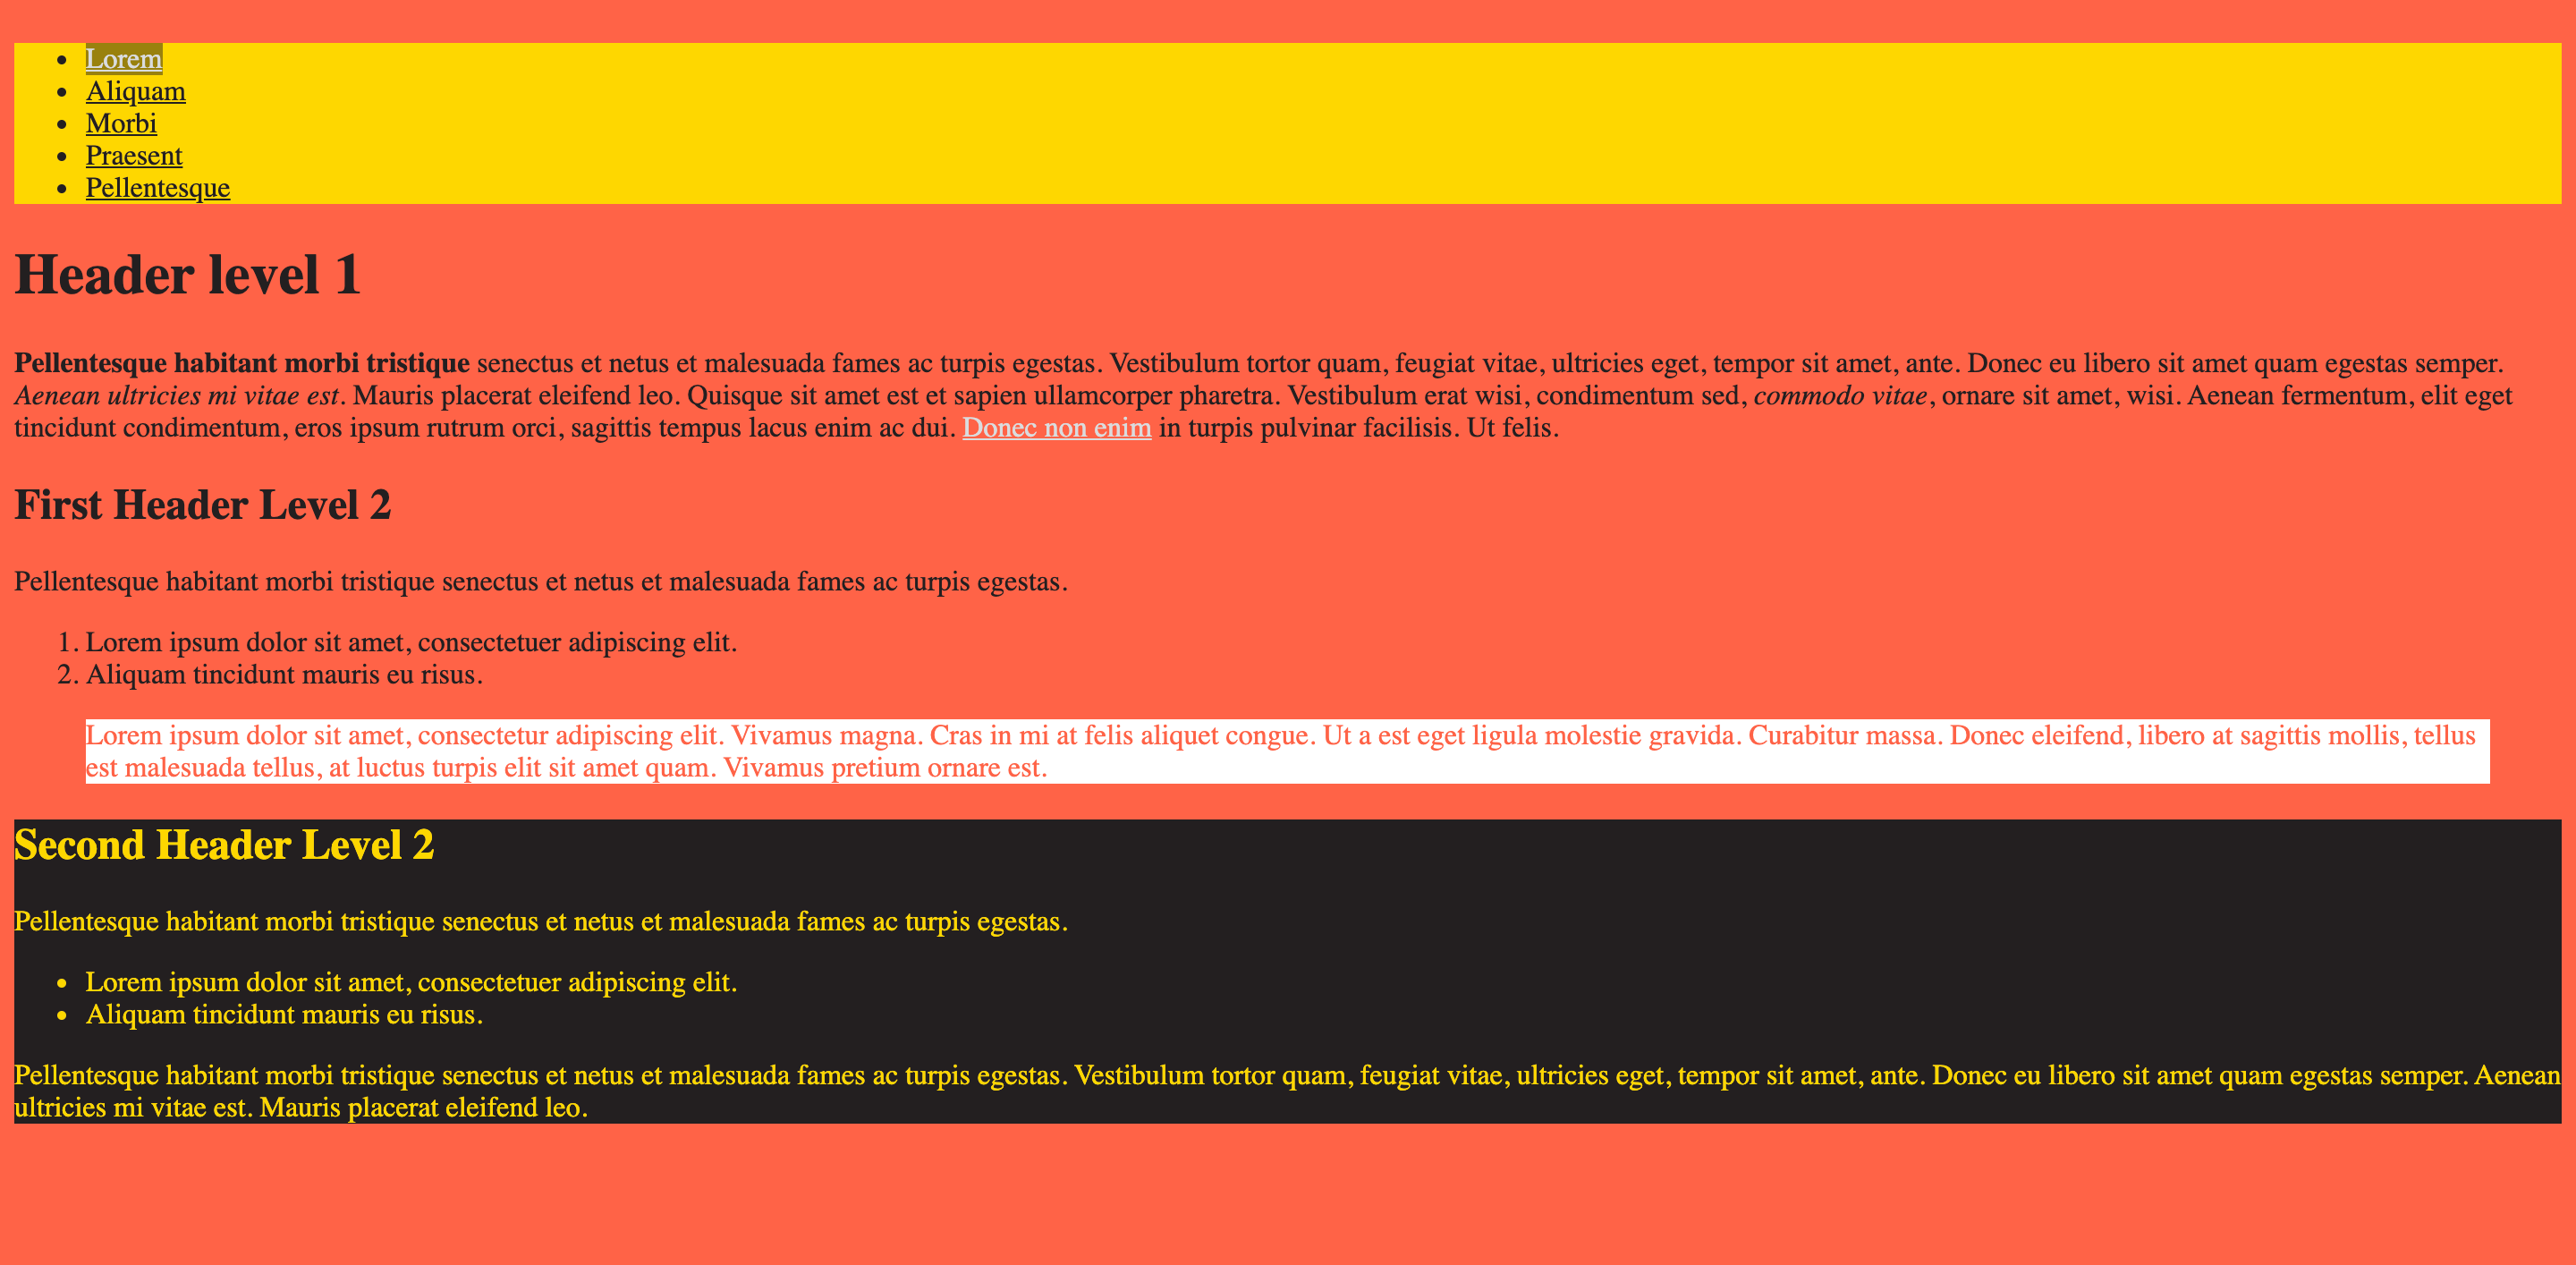 • Lorem
• Aliquam
• Morbi
• Praesent
• Pellentesque
Header level 1
Pellentesque habitant morbi tristique senectus et netus et malesuada fames ac turpis egestas. Vestibulum tortor quam, feugiat vitae, ultricies eget, tempor sit amet, ante. Donec eu libero sit amet quam egestas semper.
Aenean ultricies mi vitae est. Mauris placerat eleifend leo. Quisque sit amet est et sapien ullamcorper pharetra. Vestibulum erat wisi, condimentum sed, commodo vitae, ornare sit amet, wisi. Aenean fermentum, elit eget
tincidunt condimentum, eros ipsum rutrum orci, sagittis tempus lacus enim ac dui. Donec non enim in turpis pulvinar facilisis. Ut felis.
First Header Level 2
Pellentesque habitant morbi tristique senectus et netus et malesuada fames ac turpis egestas.
1. Lorem ipsum dolor sit amet, consectetuer adipiscing elit.
2. Aliquam tincidunt mauris eu risus.
Lorem ipsum dolor sit amet, consectetur adipiscing elit. Vivamus magna. Cras in mi at felis aliquet congue. Ut a est eget ligula molestie gravida. Curabitur massa. Donec eleifend, libero at sagittis mollis, tellus
est malesuada tellus, at luctus turpis elit sit amet quam. Vivamus pretium ornare est.
Second Header Level 2
Pellentesque habitant morbi tristique senectus et netus et malesuada fames ac turpis egestas.
• Lorem ipsum dolor sit amet, consectetuer adipiscing elit.
• Aliquam tincidunt mauris eu risus.
Pellentesque habitant morbi tristique senectus et netus et malesuada fames ac turpis egestas. Vestibulum tortor quam, feugiat vitae, ultricies eget, tempor sit amet, ante. Donec eu libero sit amet quam egestas semper. Aenean
ultricies mi vitae est. Mauris placerat eleifend leo.